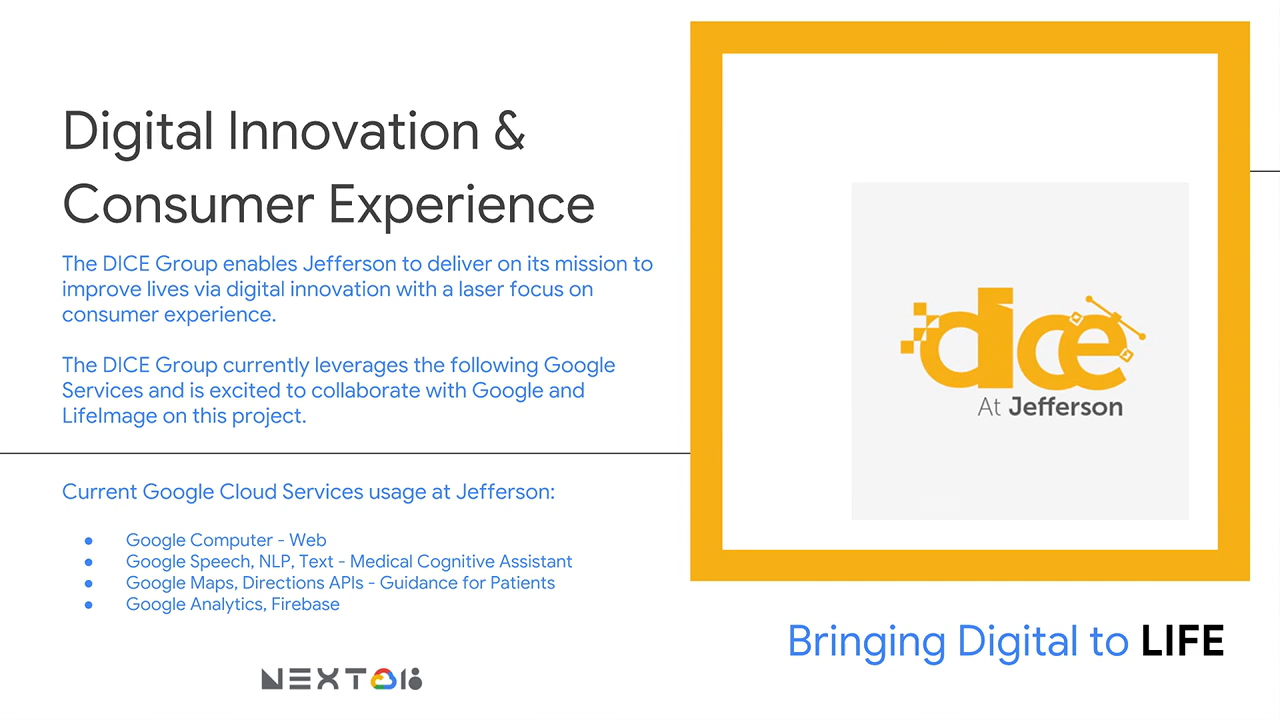 Digital Innovation &
Consumer Experience
The DICE Group enables Jefferson to deliver on its mission to
improve lives via digital innovation with a laser focus on
consumer experience.
The DICE Group currently leverages the following Google
Services and is excited to collaborate with Google and
LifeImage on this project.
Current Google Cloud Services usage at Jefferson:
● Google Computer - Web
● Google Speech, NLP, Text - Medical Cognitive Assistant
● Google Maps, Directions APIs - Guidance for Patients
● Google Analytics, Firebase
NEXT 18
dice
At Jefferson
Bringing Digital to LIFE